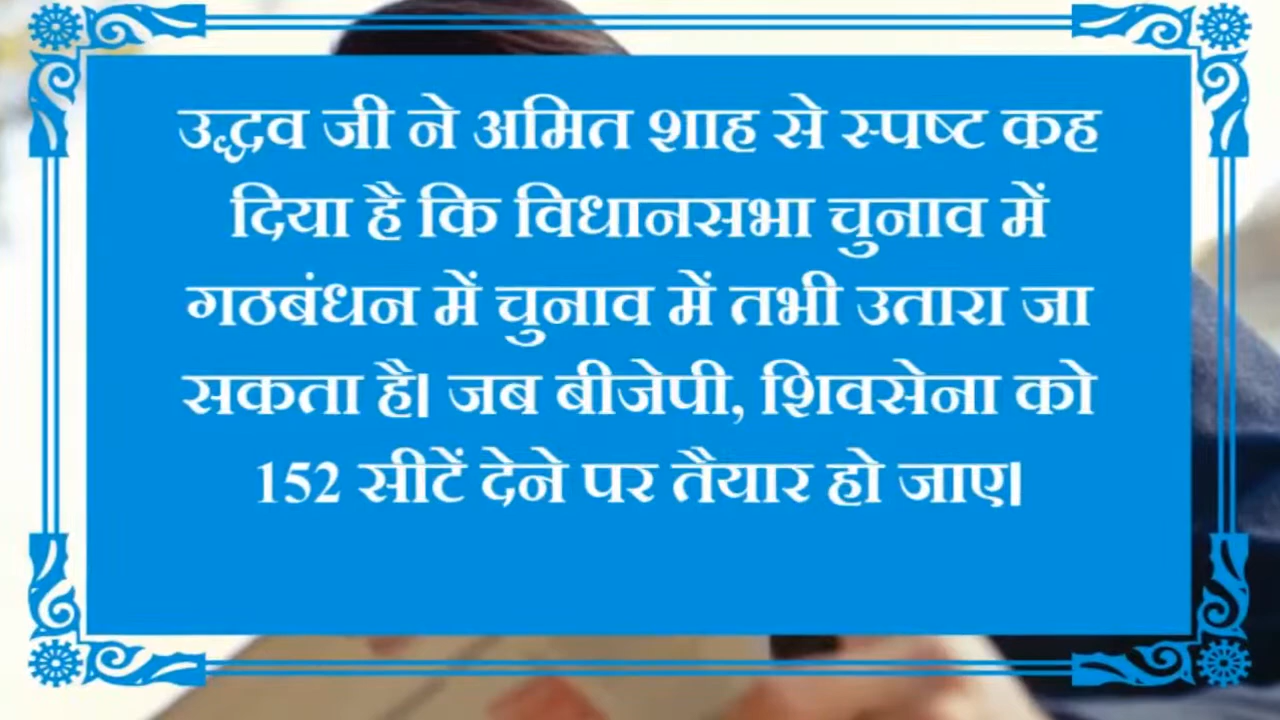 उद्धव जी ने अमित शाह से स्पष्ट कह
दिया है कि विधानसभा चुनाव में
गठबंधन में चुनाव में तभी उतारा जा
सकता है। जब बीजेपी, शिवसेना को
152 सीटें देने पर तैयार हो जाए।